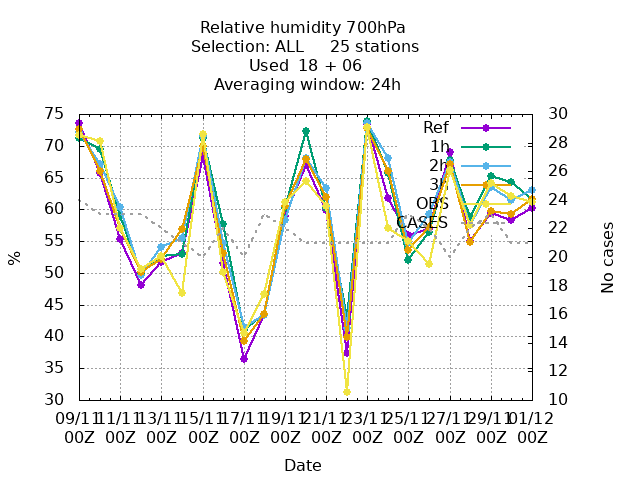 Relative humidity 700hPa
Selection: ALL     25 stations
Used  18 + 06
Averaging window: 24h
75
70
65
60
55
50
45
40
35
30
%
30
28
26
24
22
20
18
16
14
12
10
No cases
Ref
1h
2h
3h
OBS
CASES
09/11 11/11 13/11 15/11 17/11 19/11 21/11 23/11 25/11 27/11 29/11 01/12
00Z 00Z 00Z 00Z 00Z 00Z 00Z 00Z 00Z 00Z 00Z 00Z
Date